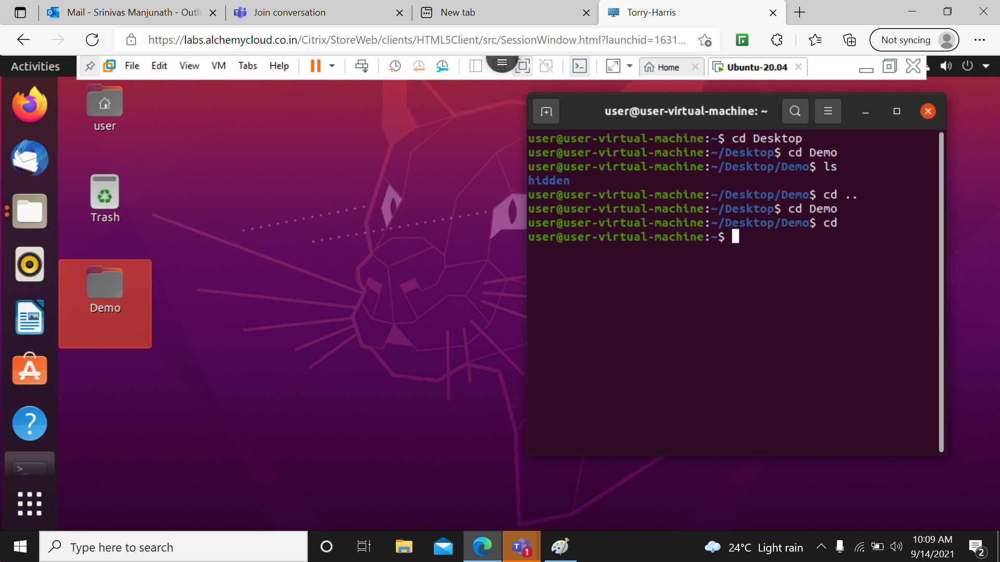 Mail - Srinivas Manjunath - Outlo
Join conversation
New tab
Torry-Harris
https://labs.alchemycloud.co.in/Citrix/StoreWeb/clients/HTML5Client/src/SessionWindow.html?launchid=1631...
Not syncing
Activities
File Edit View VM Tabs Help
Home
Ubuntu-20.04
user
Trash
Demo
user@user-virtual-machine: ~
user@user-virtual-machine:~$ cd Desktop
user@user-virtual-machine:~/Desktop$ cd Demo
user@user-virtual-machine:~/Desktop/Demo$ ls
hidden
user@user-virtual-machine:~/Desktop/Demo$ cd ..
user@user-virtual-machine:~/Desktop$ cd Demo
user@user-virtual-machine:~/Desktop/Demo$ cd
user@user-virtual-machine:~$
Type here to search
1
24°C Light rain
10:09 AM
9/14/2021
2